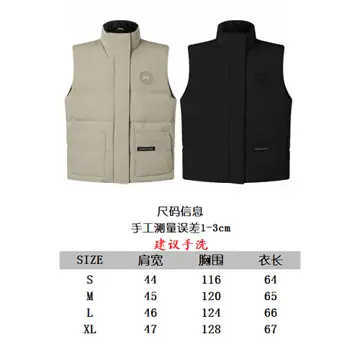 尺码信息
手工测量误差1-3cm
建议手洗
SIZE 肩宽 胸围 衣长
S 44 116 64
M 45 120 65
L 46 124 66
XL 47 128 67